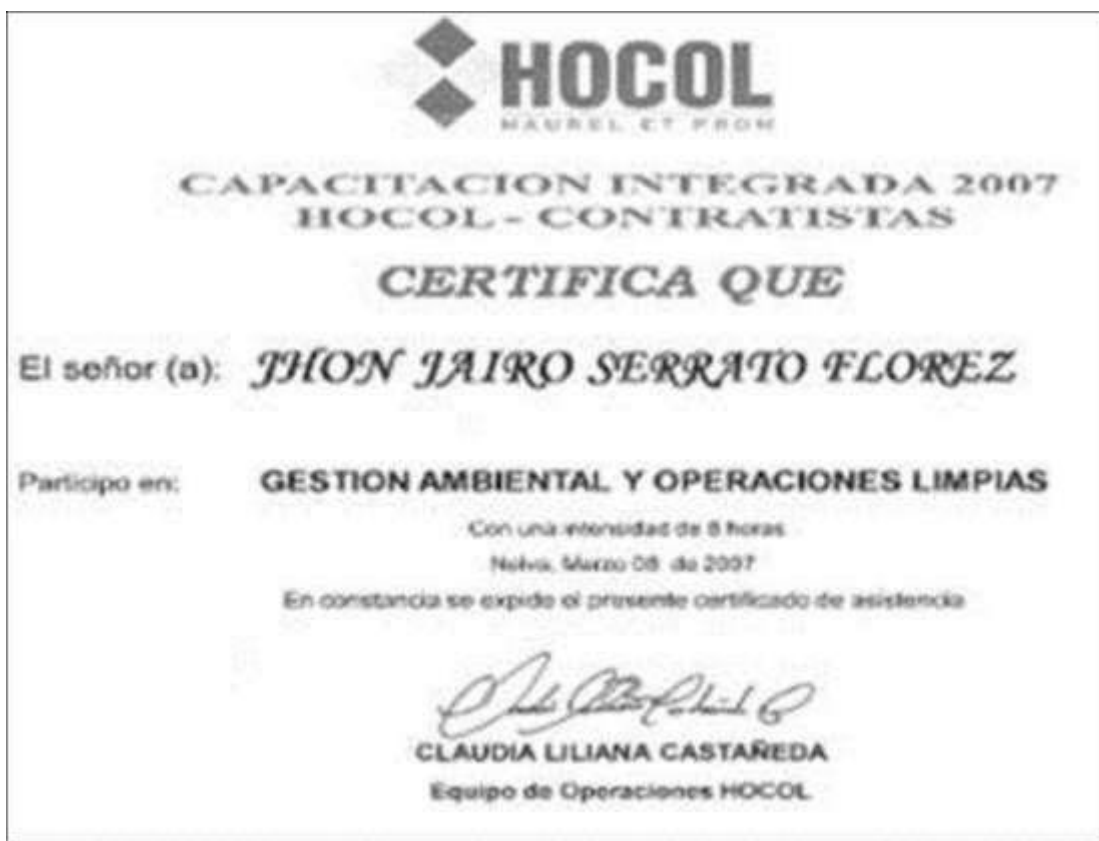 HOCOL
MAUREL ET PROM
CAPACITACION INTEGRADA 2007
HOCOL - CONTRATISTAS
CERTIFICA QUE
El señor (a): JHON JAIRO SERRATO FLOREZ
Participo en: GESTION AMBIENTAL Y OPERACIONES LIMPIAS
Con una intensidad de 8 horas
Neiva, Marzo 08 de 2007
En constancia se expide el presente certificado de asistencia
CLAUDIA LILIANA CASTAÑEDA
Equipo de Operaciones HOCOL